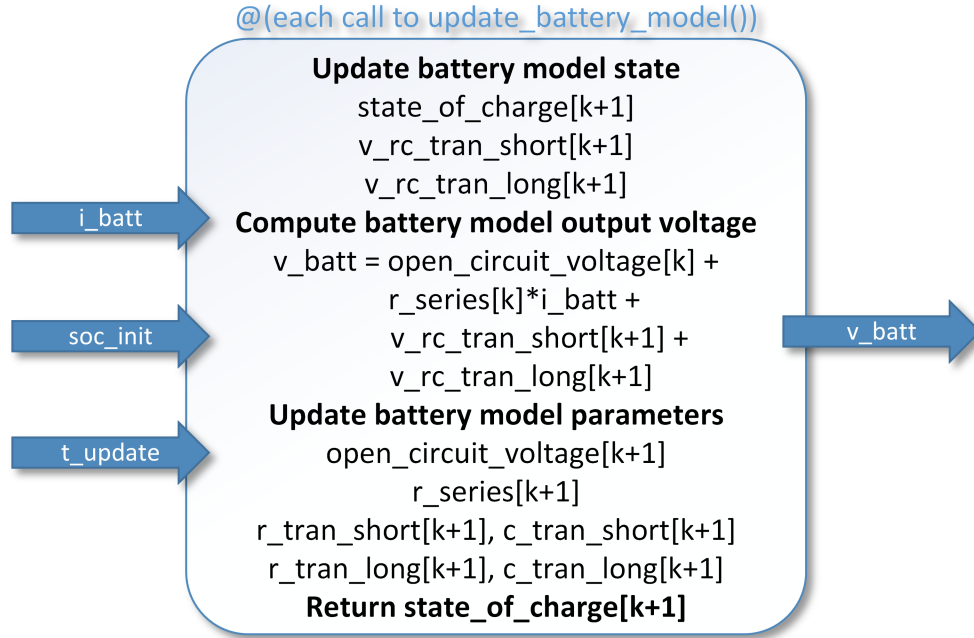 @(each call to update_battery_model())
Update battery model state
state_of_charge[k+1]
v_rc_tran_short[k+1]
v_rc_tran_long[k+1]
i_batt
Compute battery model output voltage
v_batt = open_circuit_voltage[k] +
r_series[k]*i_batt +
soc_init
v_rc_tran_short[k+1] +
v_batt
v_rc_tran_long[k+1]
Update battery model parameters
t_update
open_circuit_voltage[k+1]
r_series[k+1]
r_tran_short[k+1], c_tran_short[k+1]
r_tran_long[k+1], c_tran_long[k+1]
Return state_of_charge[k+1]